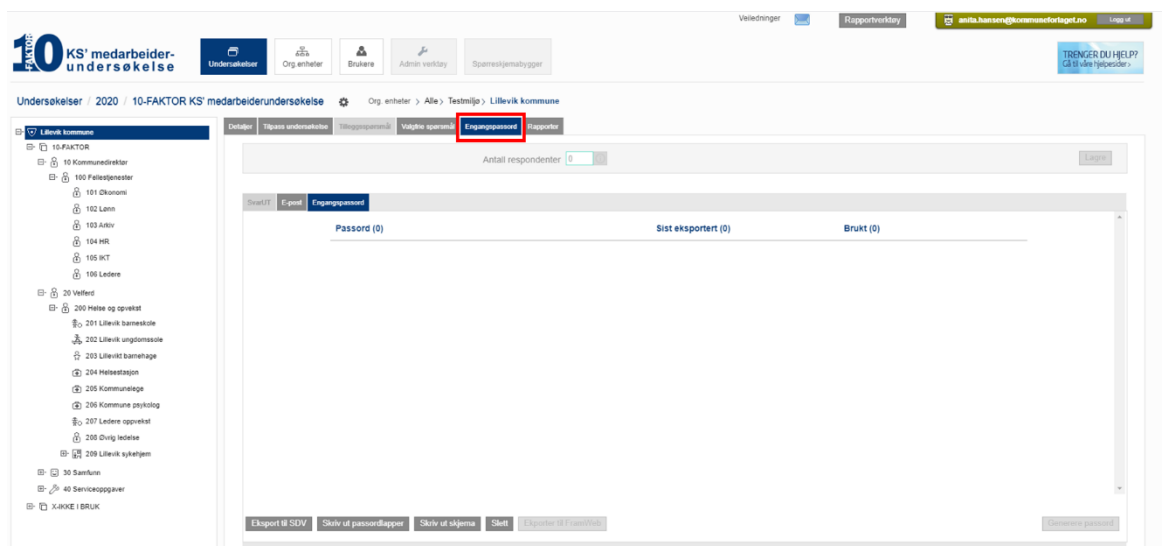 Veiledninger Rapportverktøy anita.hansen@kommuneforlaget.no Logg ut
10 FAKTOR KS' medarbeider-
undersøkelse
Undersøkelser Org.enheter Brukere Admin verktøy Spørreskjemabygger
TRENGER DU HJELP?
Gå til våre hjelpesider >
Undersøkelser / 2020 / 10-FAKTOR KS' medarbeiderundersøkelse Org. enheter > Alle > Testmiljø > Lillevik kommune
Detaljer Tilpass undersøkelse Tilleggsspørsmål Valgfrie spørsmål Engangspassord Rapporter
Antall respondenter 0 Lagre
SvarUT E-post Engangspassord
Passord (0) Sist eksportert (0) Brukt (0)
Lillevik kommune
10-FAKTOR
10 Kommunedirektør
100 Fellestjenester
101 Økonomi
102 Lønn
103 Arkiv
104 HR
105 IKT
106 Ledere
20 Velferd
200 Helse og opvekst
201 Lillevik barneskole
202 Lillevik ungdomssole
203 Lillevikt barnehage
204 Helsestasjon
205 Kommunelege
206 Kommune psykolog
207 Ledere oppvekst
208 Øvrig ledelse
209 Lillevik sykehjem
30 Samfunn
40 Serviceoppgaver
X-IKKE I BRUK
Eksport til SDV Skriv ut passordlapper Skriv ut skjema Slett Eksporter til FramWeb Generere passord